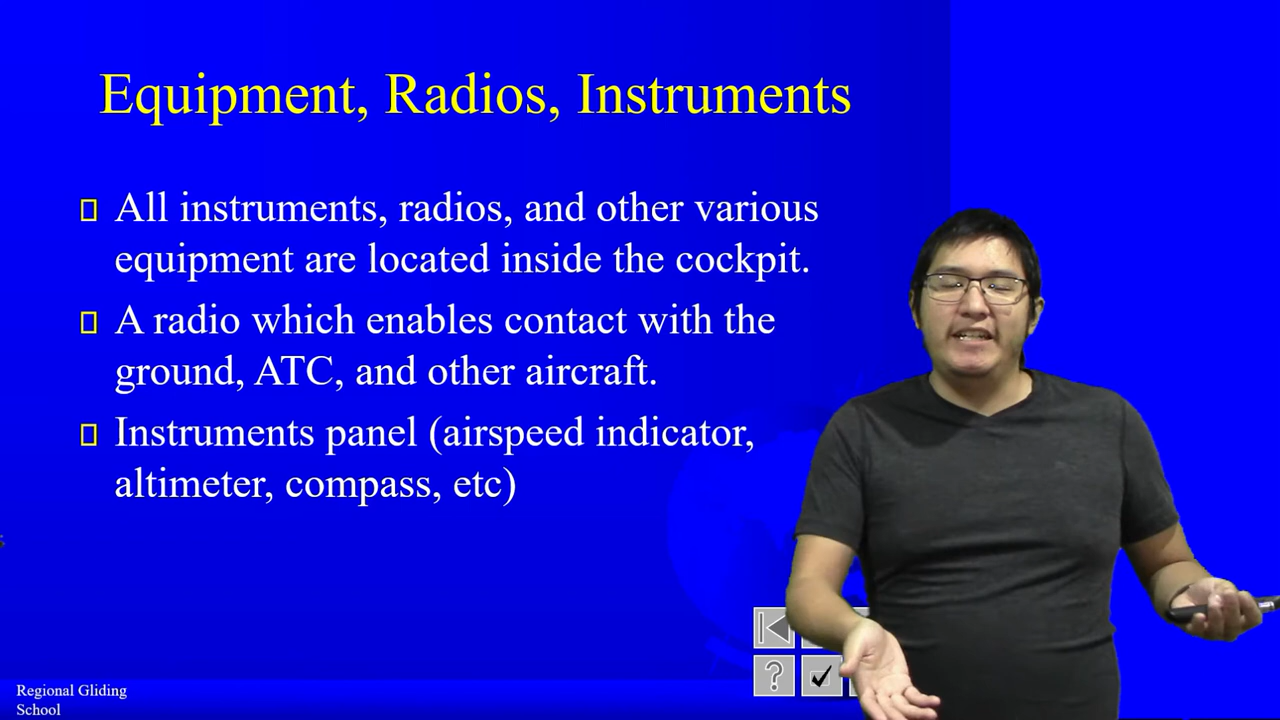 Equipment, Radios, Instruments
All instruments, radios, and other various
equipment are located inside the cockpit.
A radio which enables contact with the
ground, ATC, and other aircraft.
Instruments panel (airspeed indicator,
altimeter, compass, etc)
?
Regional Gliding
School